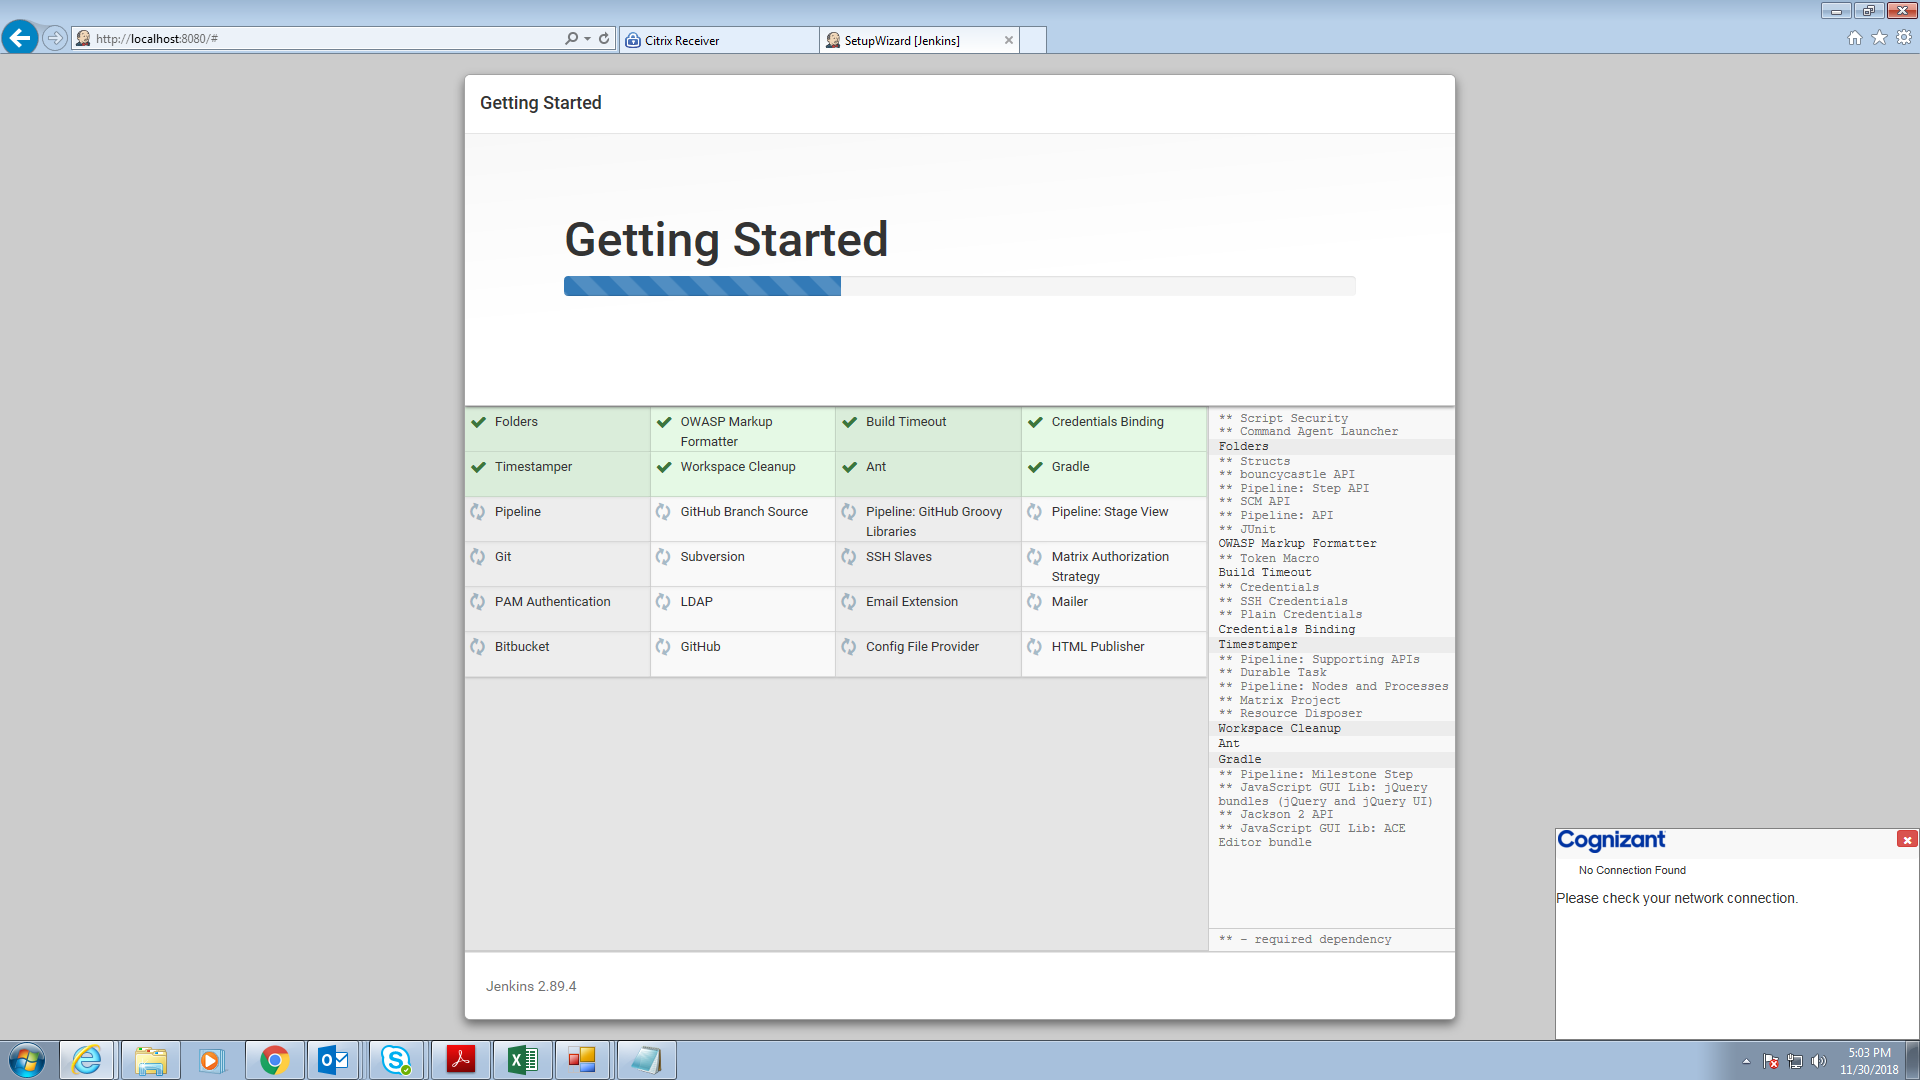 http://localhost:8080/#
Citrix Receiver
SetupWizard [Jenkins]
Getting Started
Getting Started
Folders
OWASP Markup
Formatter
Build Timeout
Credentials Binding
Timestamper
Workspace Cleanup
Ant
Gradle
Pipeline
GitHub Branch Source
Pipeline: GitHub Groovy
Libraries
Pipeline: Stage View
Git
Subversion
SSH Slaves
Matrix Authorization
Strategy
PAM Authentication
LDAP
Email Extension
Mailer
Bitbucket
GitHub
Config File Provider
HTML Publisher
** Script Security
** Command Agent Launcher
Folders
** Structs
** bouncycastle API
** Pipeline: Step API
** SCM API
** Pipeline: API
** JUnit
OWASP Markup Formatter
** Token Macro
Build Timeout
** Credentials
** SSH Credentials
** Plain Credentials
Credentials Binding
Timestamper
** Pipeline: Supporting APIs
** Durable Task
** Pipeline: Nodes and Processes
** Matrix Project
** Resource Disposer
Workspace Cleanup
Ant
Gradle
** Pipeline: Milestone Step
** JavaScript GUI Lib: jQuery
bundles (jQuery and jQuery UI)
** Jackson 2 API
** JavaScript GUI Lib: ACE
Editor bundle
** - required dependency
Jenkins 2.89.4
Cognizant
No Connection Found
Please check your network connection.
5:03 PM
11/30/2018